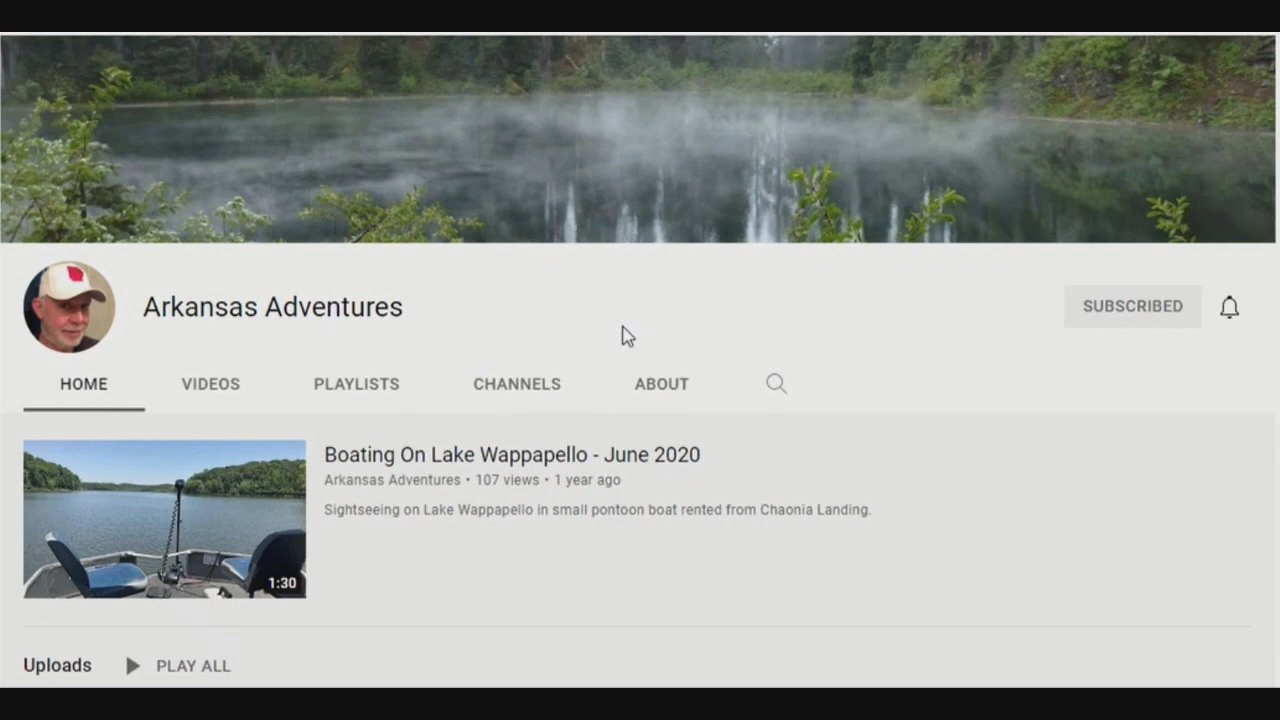 Arkansas Adventures
SUBSCRIBED
HOME VIDEOS PLAYLISTS CHANNELS ABOUT
Boating On Lake Wappapello - June 2020
Arkansas Adventures • 107 views • 1 year ago
Sightseeing on Lake Wappapello in small pontoon boat rented from Chaonia Landing.
1:30
Uploads PLAY ALL